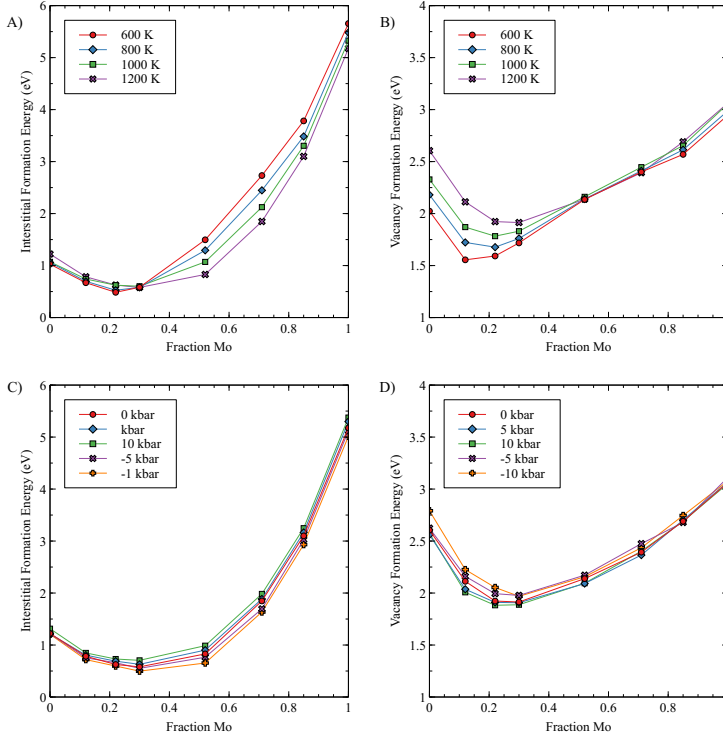 A)
6
5
4
3
2
1
0
Interstitial Formation Energy (eV)
600 K
800 K
1000 K
1200 K
0
0.2
0.4
0.6
0.8
1
Fraction Mo
B)
4
3.5
3
2.5
2
1.5
1
Vacancy Formation Energy (eV)
600 K
800 K
1000 K
1200 K
0
0.2
0.4
0.6
0.8
1
Fraction Mo
C)
6
5
4
3
2
1
0
Interstitial Formation Energy (eV)
0 kbar
kbar
10 kbar
-5 kbar
-1 kbar
0
0.2
0.4
0.6
0.8
1
Fraction Mo
D)
4
3.5
3
2.5
2
1.5
1
Vacancy Formation Energy (eV)
0 kbar
5 kbar
10 kbar
-5 kbar
-10 kbar
0
0.2
0.4
0.6
0.8
Fraction Mo